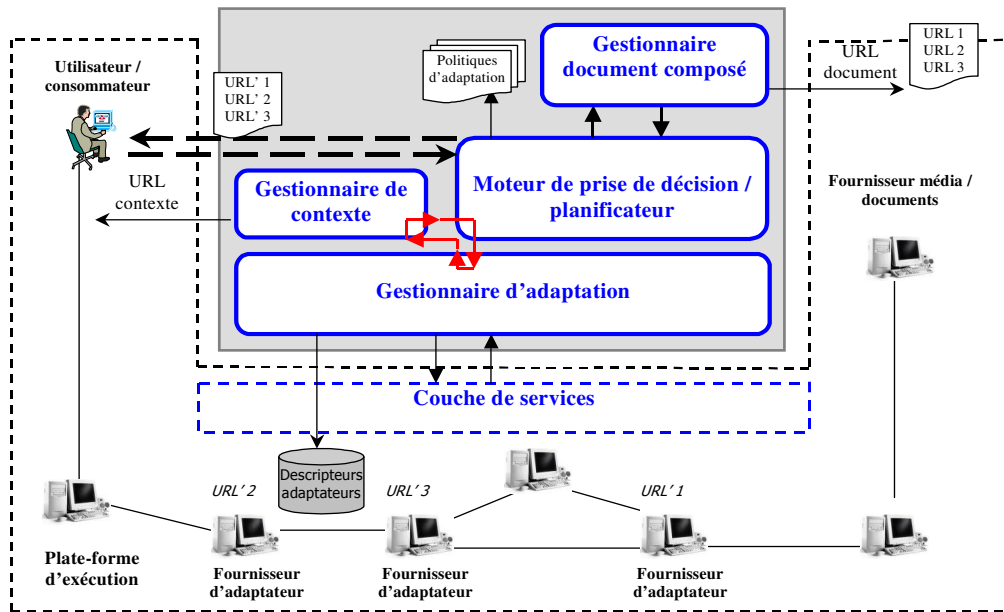 Utilisateur /
consommateur
URL' 1
URL' 2
URL' 3
Politiques
d'adaptation
Gestionnaire
document composé
URL
document
URL 1
URL 2
URL 3
URL
contexte
Gestionnaire de
contexte
Moteur de prise de décision /
planificateur
Fournisseur média /
documents
Gestionnaire d'adaptation
Couche de services
Descripteurs
adaptateurs
URL' 2
URL' 3
URL' 1
Plate-forme
d'exécution
Fournisseur
d'adaptateur
Fournisseur
d'adaptateur
Fournisseur
d'adaptateur